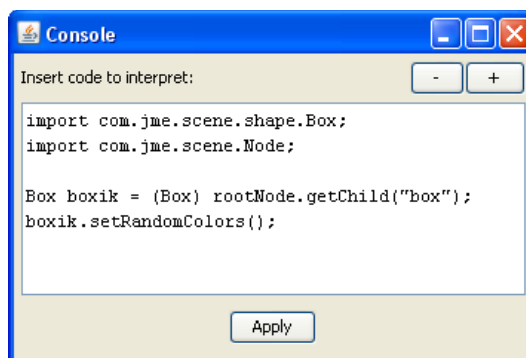 Console
Insert code to interpret:
- +
import com.jme.scene.shape.Box;
import com.jme.scene.Node;
Box boxik = (Box) rootNode.getChild("box");
boxik.setRandomColors();
Apply